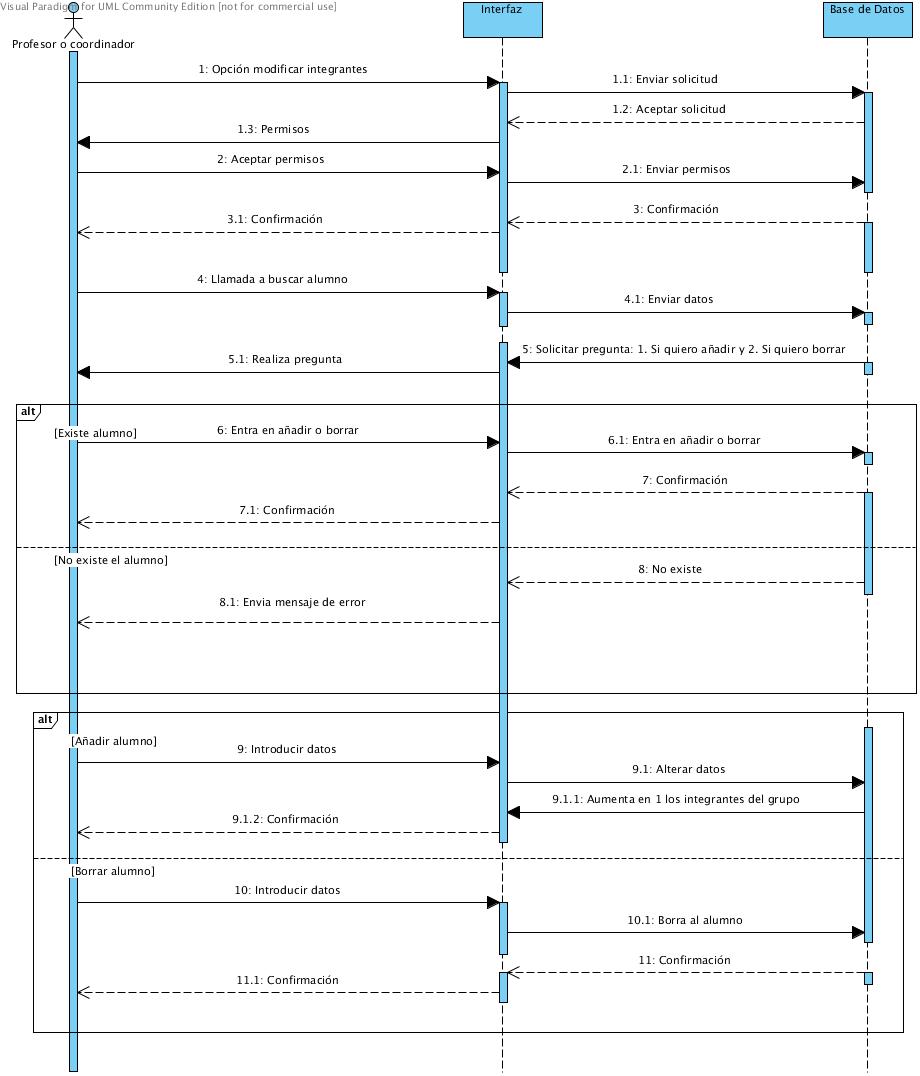 Visual Paradigm for UML Community Edition [not for commercial use]
Interfaz
Base de Datos
Profesor o coordinador
1: Opción modificar integrantes
1.1: Enviar solicitud
1.2: Aceptar solicitud
1.3: Permisos
2: Aceptar permisos
2.1: Enviar permisos
3: Confirmación
3.1: Confirmación
4: Llamada a buscar alumno
4.1: Enviar datos
5: Solicitar pregunta: 1. Si quiero añadir y 2. Si quiero borrar
5.1: Realiza pregunta
alt
[Existe alumno]
6: Entra en añadir o borrar
6.1: Entra en añadir o borrar
7: Confirmación
7.1: Confirmación
[No existe el alumno]
8: No existe
8.1: Envia mensaje de error
alt
[Añadir alumno]
9: Introducir datos
9.1: Alterar datos
9.1.1: Aumenta en 1 los integrantes del grupo
9.1.2: Confirmación
[Borrar alumno]
10: Introducir datos
10.1: Borra al alumno
11: Confirmación
11.1: Confirmación